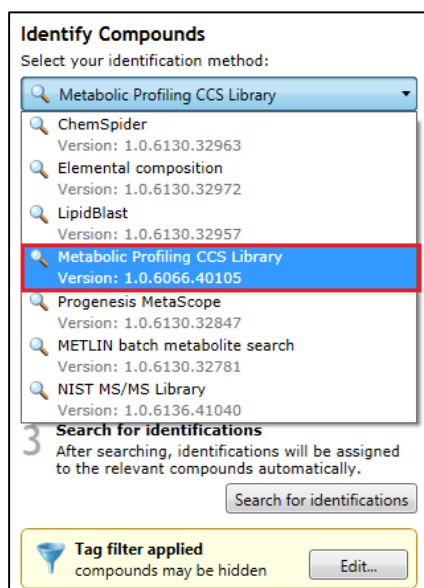 Identify Compounds
Select your identification method:
Metabolic Profiling CCS Library
ChemSpider
Version: 1.0.6130.32963
Elemental composition
Version: 1.0.6130.32972
LipidBlast
Version: 1.0.6130.32957
Metabolic Profiling CCS Library
Version: 1.0.6066.40105
Progenesis MetaScope
Version: 1.0.6130.32847
METLIN batch metabolite search
Version: 1.0.6130.32781
NIST MS/MS Library
Version: 1.0.6136.41040
3 Search for identifications
After searching, identifications will be assigned
to the relevant compounds automatically.
Search for identifications
Tag filter applied
compounds may be hidden
Edit...